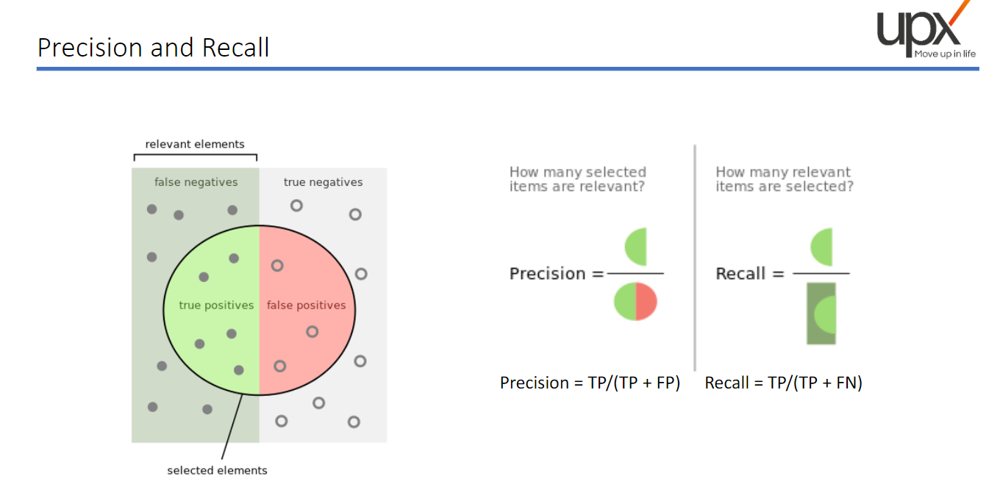 upx
Move up in life
Precision and Recall
relevant elements
false negatives
true negatives
true positives
false positives
selected elements
How many selected
items are relevant?
Precision =
Precision = TP/(TP + FP)
How many relevant
items are selected?
Recall =
Recall = TP/(TP + FN)